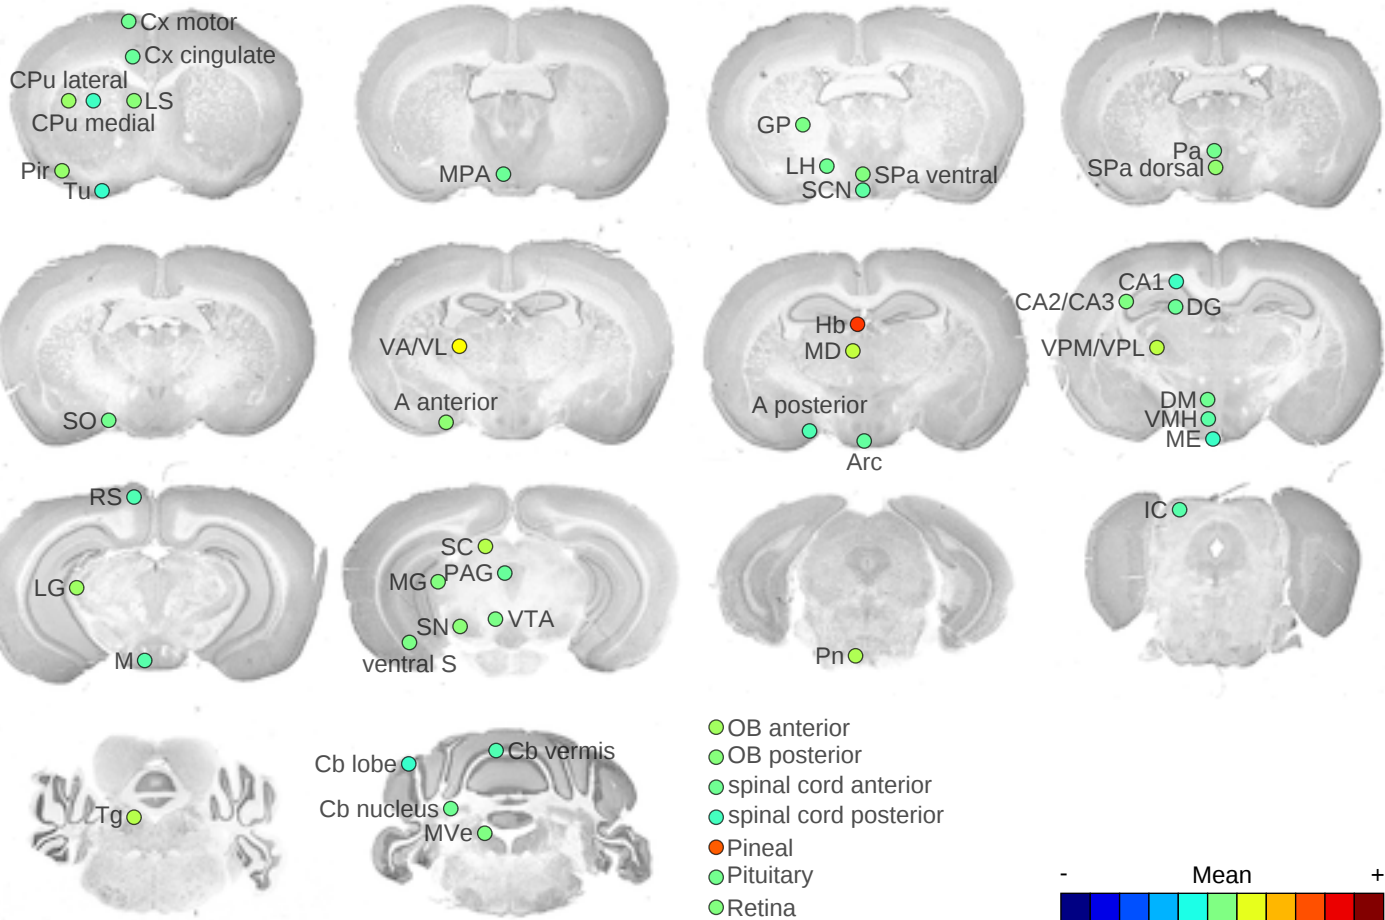 Cx motor
Cx cingulate
CPu lateral
LS
CPu medial
Pir
Tu
MPA
GP
LH
SPa ventral
SCN
Pa
SPa dorsal
SO
VA/VL
A anterior
Hb
MD
A posterior
Arc
CA1
CA2/CA3
DG
VPM/VPL
DM
VMH
ME
RS
LG
M
SC
MG
PAG
SN
VTA
ventral S
Pn
IC
Tg
Cb lobe
Cb vermis
Cb nucleus
MVe
OB anterior
OB posterior
spinal cord anterior
spinal cord posterior
Pineal
Pituitary
Retina
- Mean +